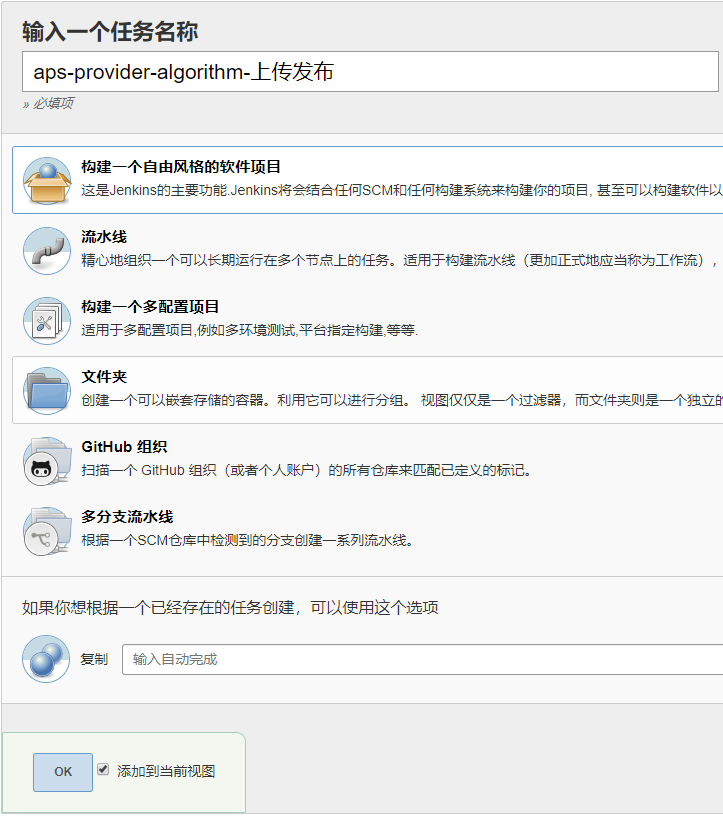 输入一个任务名称
aps-provider-algorithm-上传发布
» 必填项
构建一个自由风格的软件项目
这是Jenkins的主要功能.Jenkins将会结合任何SCM和任何构建系统来构建你的项目, 甚至可以构建软件以
流水线
精心地组织一个可以长期运行在多个节点上的任务。适用于构建流水线（更加正式地应当称为工作流），
构建一个多配置项目
适用于多配置项目,例如多环境测试,平台指定构建,等等.
文件夹
创建一个可以嵌套存储的容器。利用它可以进行分组。 视图仅仅是一个过滤器，而文件夹则是一个独立的
GitHub 组织
扫描一个 GitHub 组织（或者个人账户）的所有仓库来匹配已定义的标记。
多分支流水线
根据一个SCM仓库中检测到的分支创建一系列流水线。
如果你想根据一个已经存在的任务创建，可以使用这个选项
复制 输入自动完成
OK 添加到当前视图